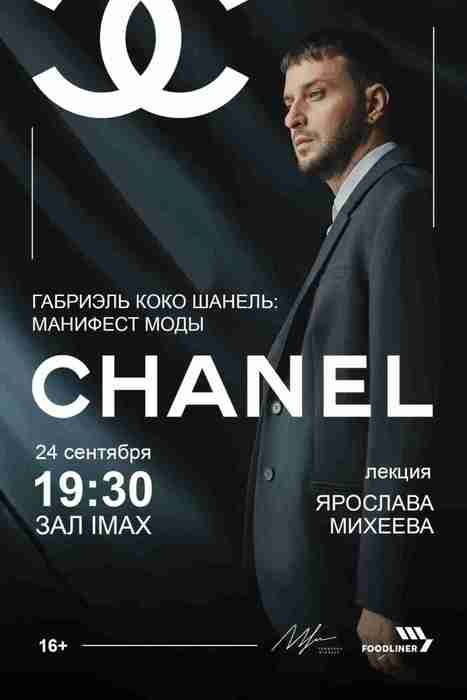 ГАБРИЭЛЬ КОКО ШАНЕЛЬ:
МАНИФЕСТ МОДЫ
CHANEL
24 сентября
19:30
ЗАЛ IMAX
лекция
ЯРОСЛАВА
МИХЕЕВА
16+
FOODLINER